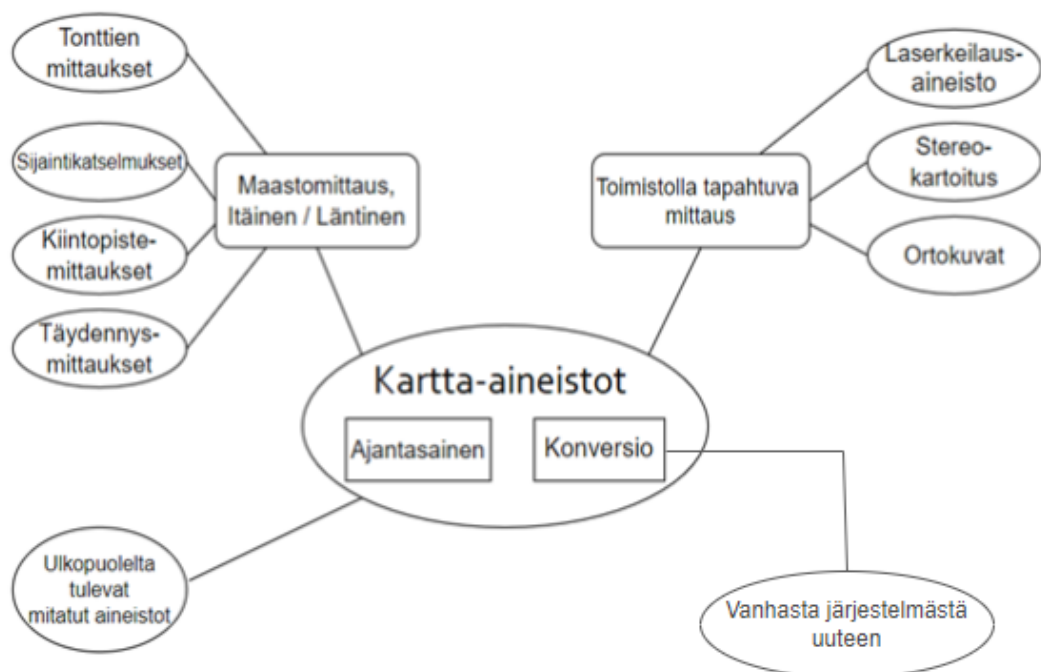 Tonttien
mittaukset
Sijaintikatselmukset
Kiintopiste-
mittaukset
Täydennys-
mittaukset
Maastomittaus,
Itäinen / Läntinen
Toimistolla tapahtuva
mittaus
Laserkeilaus-
aineisto
Stereo-
kartoitus
Ortokuvat
Kartta-aineistot
Ajantasainen
Konversio
Ulkopuolelta
tulevat
mitatut aineistot
Vanhasta järjestelmästä
uuteen